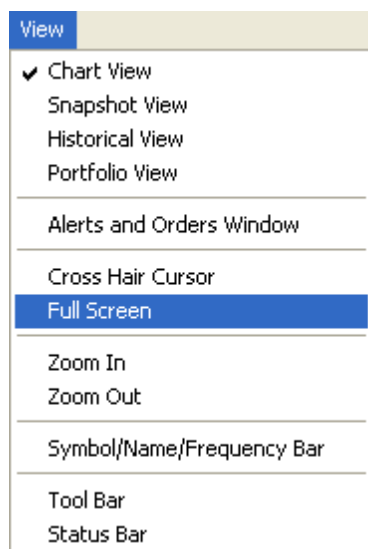 View
Chart View
Snapshot View
Historical View
Portfolio View
Alerts and Orders Window
Cross Hair Cursor
Full Screen
Zoom In
Zoom Out
Symbol/Name/Frequency Bar
Tool Bar
Status Bar